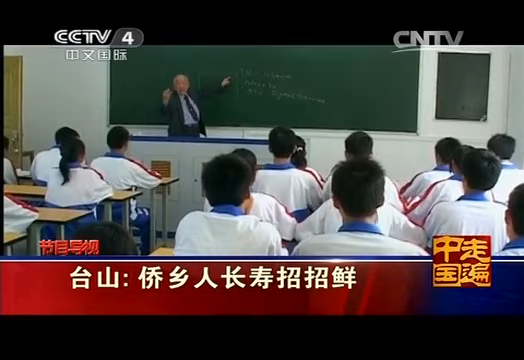 CCTV 4
中文国际
CNTV
节目导视
台山: 侨乡人长寿招招鲜
走遍
中国